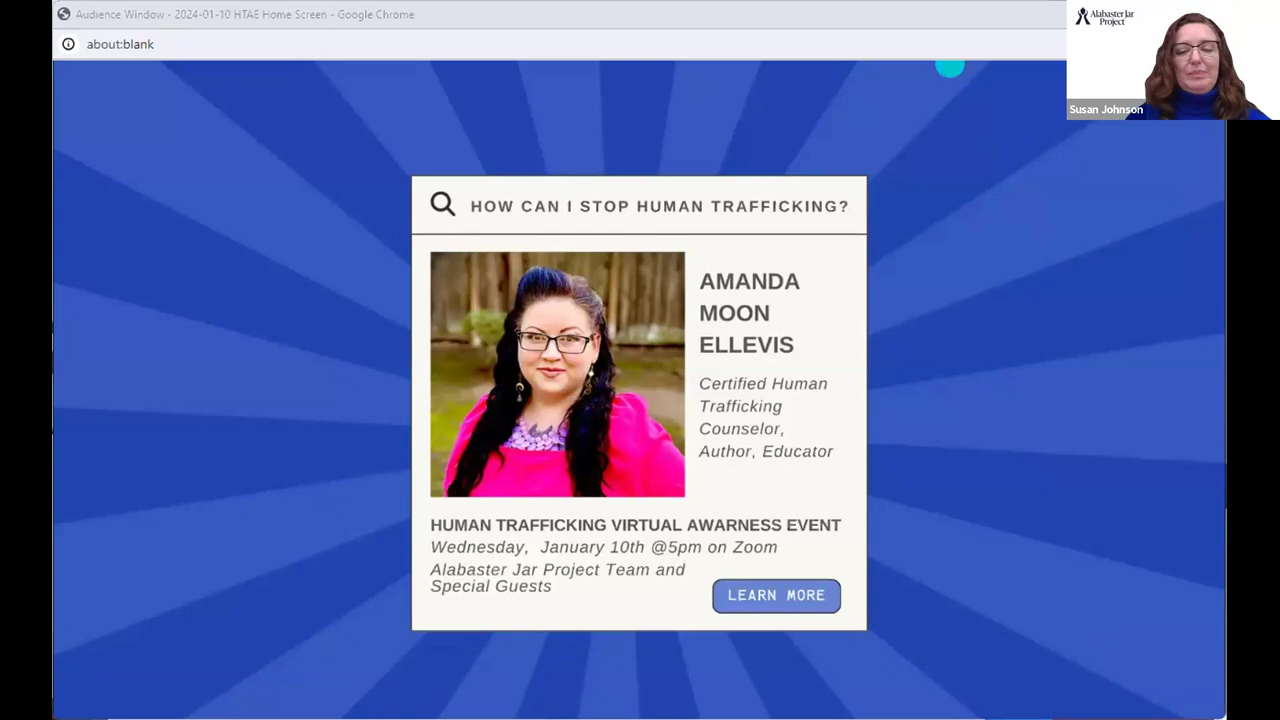 Audience Window - 2024-01-10 HTAE Home Screen - Google Chrome
about:blank
Alabaster Jar
Project
Susan Johnson
HOW CAN I STOP HUMAN TRAFFICKING?
AMANDA
MOON
ELLEVIS
Certified Human
Trafficking
Counselor,
Author, Educator
HUMAN TRAFFICKING VIRTUAL AWARNESS EVENT
Wednesday, January 10th @5pm on Zoom
Alabaster Jar Project Team and
Special Guests
LEARN MORE